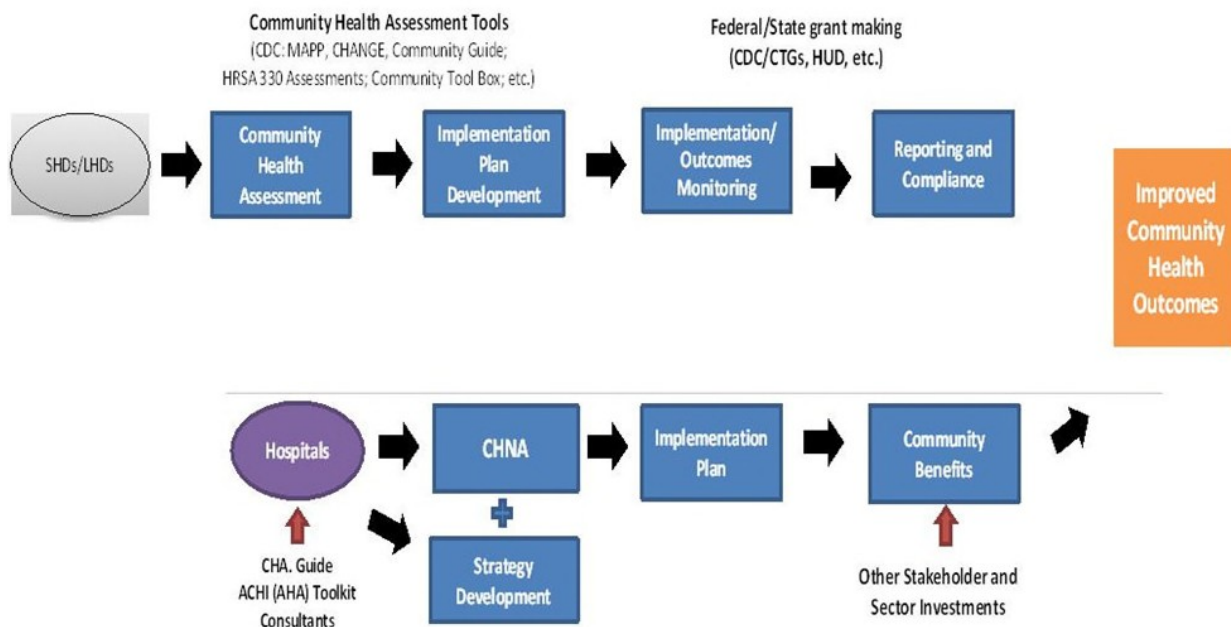 Community Health Assessment Tools
(CDC: MAPP, CHANGE, Community Guide;
HRSA 330 Assessments; Community Tool Box; etc.)
Federal/State grant making
(CDC/CTGs, HUD, etc.)
SHDs/LHDs
Community
Health
Assessment
Implementation
Plan
Development
Implementation/
Outcomes
Monitoring
Reporting and
Compliance
Improved
Community
Health
Outcomes
Hospitals
CHNA
Implementation
Plan
Community
Benefits
CHA. Guide
ACHI (AHA) Toolkit
Consultants
Strategy
Development
Other Stakeholder and
Sector Investments